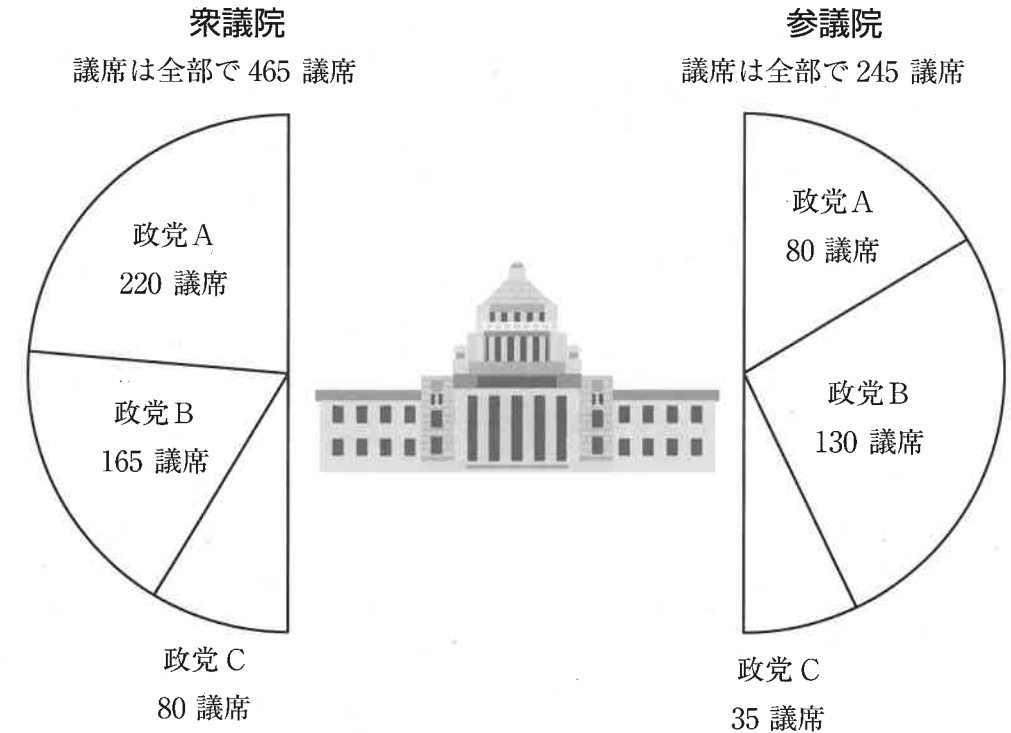 衆議院
議席は全部で 465 議席
政党A
220 議席
政党B
165 議席
政党C
80 議席
参議院
議席は全部で 245 議席
政党A
80 議席
政党B
130 議席
政党C
35 議席